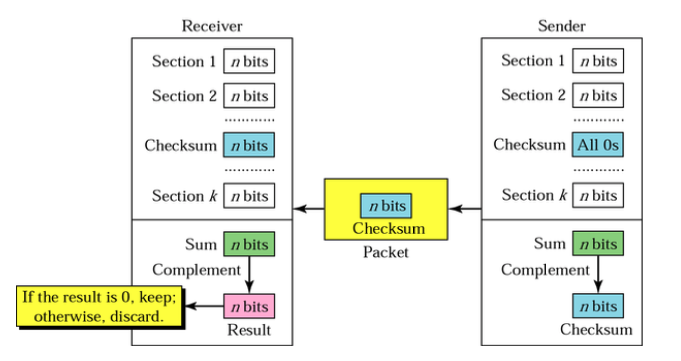 Receiver
Section 1 n bits
Section 2 n bits
............
Checksum n bits
............
Section k n bits
Sum n bits
Complement
n bits
Result
If the result is 0, keep;
otherwise, discard.
n bits
Checksum
Packet
Sender
Section 1 n bits
Section 2 n bits
............
Checksum All 0s
............
Section k n bits
Sum n bits
Complement
n bits
Checksum